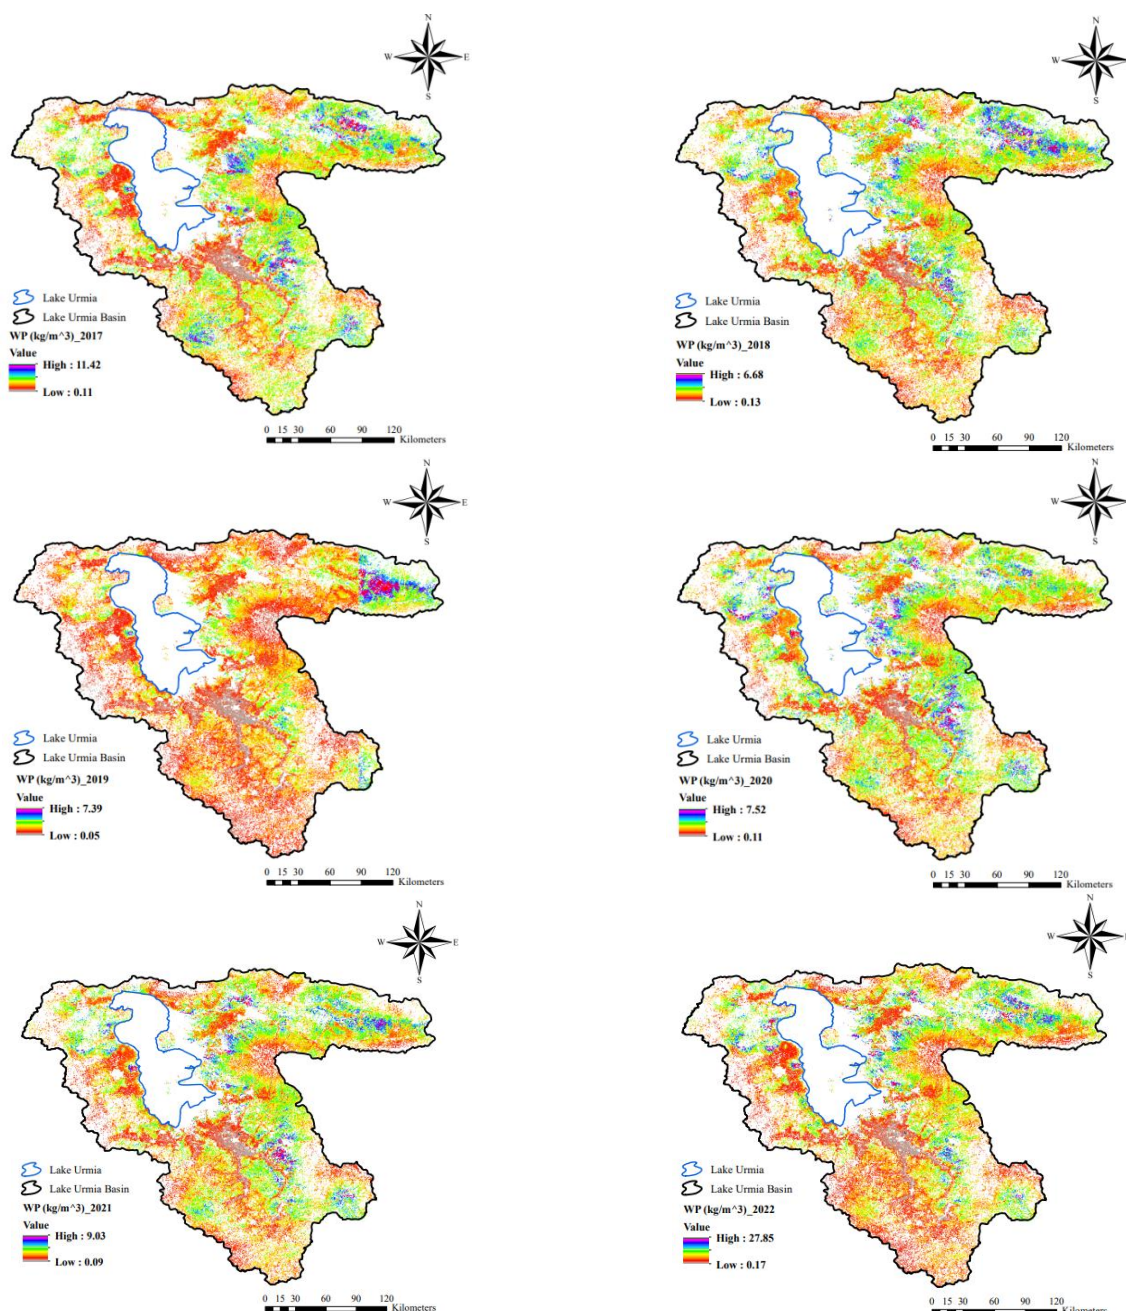 N
W E
S
Lake Urmia
Lake Urmia Basin
WP (kg/m^3)_2017
Value
High : 11.42
Low : 0.11
0 15 30 60 90 120
Kilometers
N
W E
S
Lake Urmia
Lake Urmia Basin
WP (kg/m^3)_2018
Value
High : 6.68
Low : 0.13
0 15 30 60 90 120
Kilometers
N
W E
S
Lake Urmia
Lake Urmia Basin
WP (kg/m^3)_2019
Value
High : 7.39
Low : 0.05
0 15 30 60 90 120
Kilometers
N
W E
S
Lake Urmia
Lake Urmia Basin
WP (kg/m^3)_2020
Value
High : 7.52
Low : 0.11
0 15 30 60 90 120
Kilometers
N
W E
S
Lake Urmia
Lake Urmia Basin
WP (kg/m^3)_2021
Value
High : 9.03
Low : 0.09
0 15 30 60 90 120
Kilometers
N
W E
S
Lake Urmia
Lake Urmia Basin
WP (kg/m^3)_2022
Value
High : 27.85
Low : 0.17
0 15 30 60 90 120
Kilometers